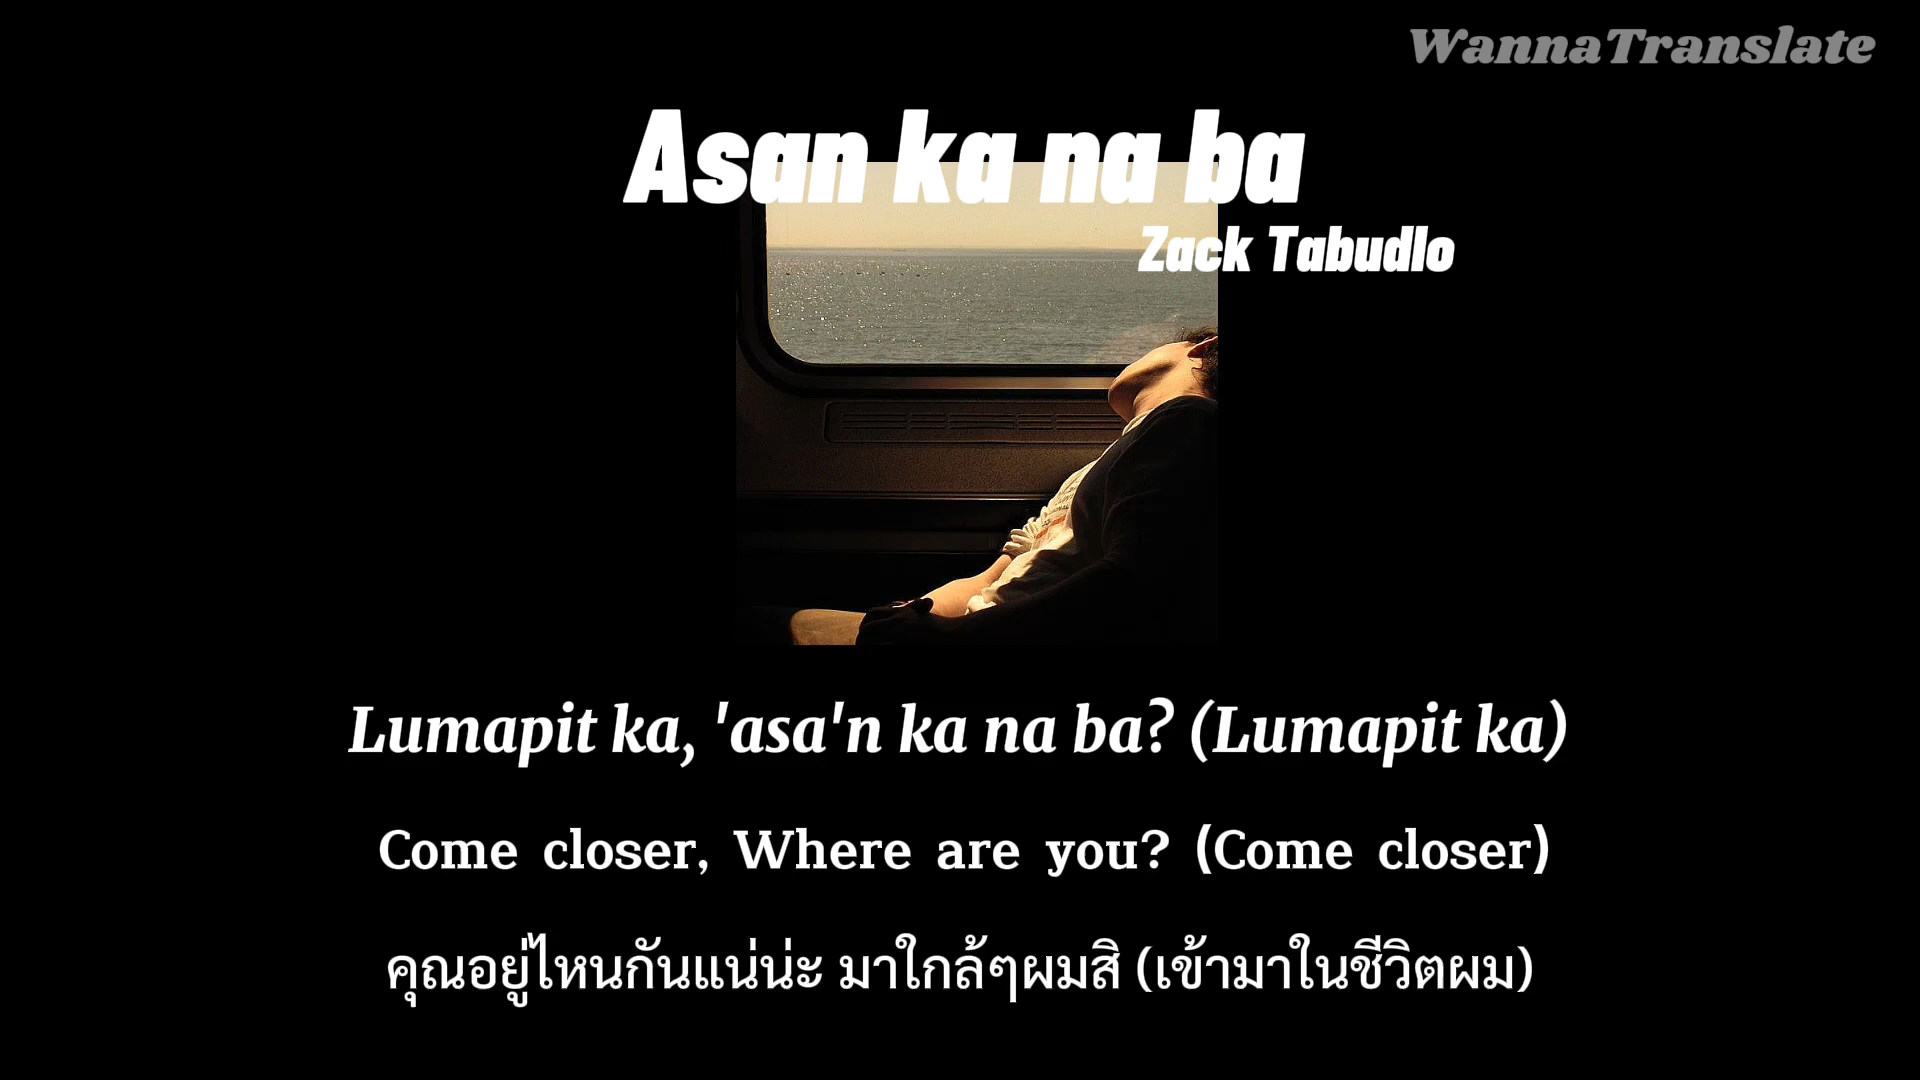 WannaTranslate
Asan ka na ba
Zack Tabudlo
Lumapit ka, 'asa'n ka na ba? (Lumapit ka)
Come closer, Where are you? (Come closer)
คุณอยู่ไหนกันแน่น่ะ มาใกล้ๆผมสิ (เข้ามาในชีวิตผม)